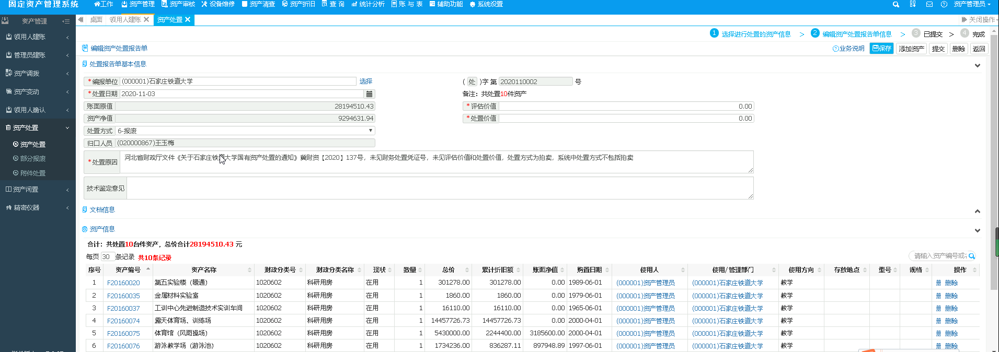 固定资产管理系统 工作 资产管理 资产审核 设备维修 资产清查 资产折旧 查 询 统计分析 账 与 表 辅助功能 系统设置 资产管理员
资产管理 桌面 领用人建账 资产处置 关闭操作
1 选择进行处置的资产信息 > 2 编辑资产处置报告单信息 > 3 已提交 > 4 完成
领用人建账
管理员建账
资产调拨
资产变动
领用人确认
资产处置
资产处置
部分报废
附件处置
资产闲置
精密仪器
编辑资产处置报告单 业务说明 保存 添加资产 提交 删除 返回
处置报告单基本信息
*编报单位 (000001)石家庄铁道大学 选择 ( 处 )字 第 2020110002 号
*处置日期 2020-11-03 备注：共处置10件资产
账面原值 28194510.43 *评估价值 0.00
资产净值 9294631.94 *处置价值 0.00
处置方式 6-报废
归口人员 (020000867)王玉梅
*处置原因 河北省财政厅文件《关于石家庄铁道大学国有资产处置的通知》冀财资【2020】137号，未见财务处置凭证号，未见评估价值和处置价值，处置方式为拍卖，系统中处置方式不包括拍卖
技术鉴定意见
文档信息
资产信息
合计：共处置10台件资产，总价合计28194510.43 元
每页 30 条记录 共10条记录 请输入资产编号或
序号 资产编号 资产名称 财政分类号 财政分类名称 现状 数量 总价 累计折旧额 账面净值 购置日期 使用人 使用/管理部门 使用方向 存放地点 型号 规格 操作
1 F20160020 第五实验楼（暖通） 1020602 科研用房 在用 1 301278.00 301278.00 0.00 1989-06-01 (000001)资产管理员 (000001)石家庄铁道大学 教学 册 删除
2 F20160035 金属材料实验室 1020602 科研用房 在用 1 1860.00 1860.00 0.00 1979-06-01 (000001)资产管理员 (000001)石家庄铁道大学 教学 册 删除
3 F20160037 工训中心先进制造技术实训车间 1020602 科研用房 在用 1 16110.00 16110.00 0.00 1965-06-01 (000001)资产管理员 (000001)石家庄铁道大学 教学 册 删除
4 F20160074 露天体育场、训练场 1020602 科研用房 在用 1 14457726.73 14457726.73 0.00 2000-04-01 (000001)资产管理员 (000001)石家庄铁道大学 教学 册 删除
5 F20160075 体育馆（风雨操场） 1020602 科研用房 在用 1 5430000.00 2244400.00 3185600.00 2000-04-01 (000001)资产管理员 (000001)石家庄铁道大学 教学 册 删除
6 F20160076 游泳教学场（游泳池） 1020602 科研用房 在用 1 1734236.00 836287.11 897948.89 1997-06-01 (000001)资产管理员 (000001)石家庄铁道大学 教学 册 删除